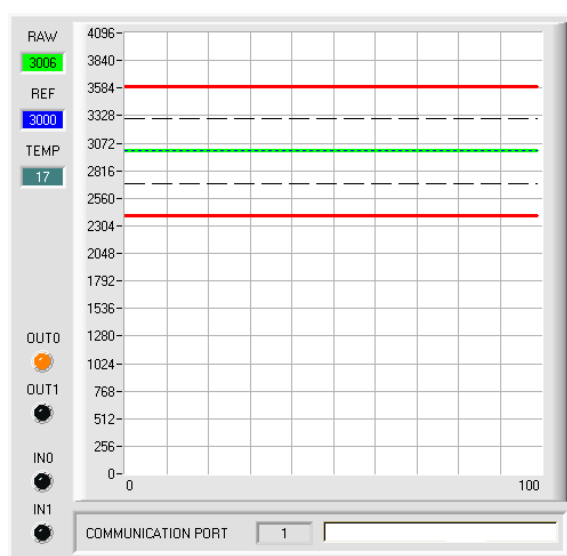 RAW
3006
REF
3000
TEMP
17
OUT0
OUT1
IN0
IN1
4096
3840
3584
3328
3072
2816
2560
2304
2048
1792
1536
1280
1024
768
512
256
0
0 100
COMMUNICATION PORT 1